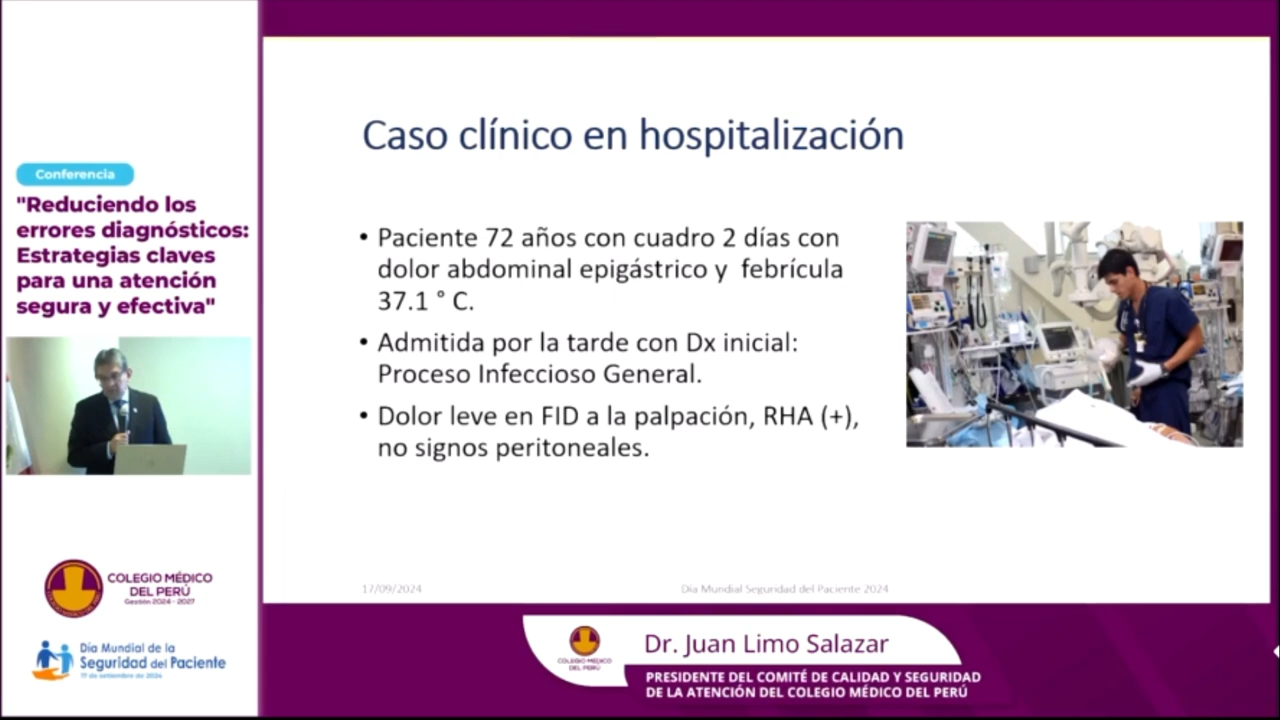 Conferencia
"Reduciendo los
errores diagnósticos:
Estrategias claves
para una atención
segura y efectiva"
COLEGIO MÉDICO
DEL PERÚ
Gestión 2024 - 2027
Día Mundial de la
Seguridad del Paciente
17 de setiembre de 2024
Caso clínico en hospitalización
• Paciente 72 años con cuadro 2 días con
dolor abdominal epigástrico y febrícula
37.1 ° C.
• Admitida por la tarde con Dx inicial:
Proceso Infeccioso General.
• Dolor leve en FID a la palpación, RHA (+),
no signos peritoneales.
17/09/2024
Día Mundial Seguridad del Paciente 2024
COLEGIO MÉDICO
DEL PERÚ
Dr. Juan Limo Salazar
PRESIDENTE DEL COMITÉ DE CALIDAD Y SEGURIDAD
DE LA ATENCIÓN DEL COLEGIO MÉDICO DEL PERÚ